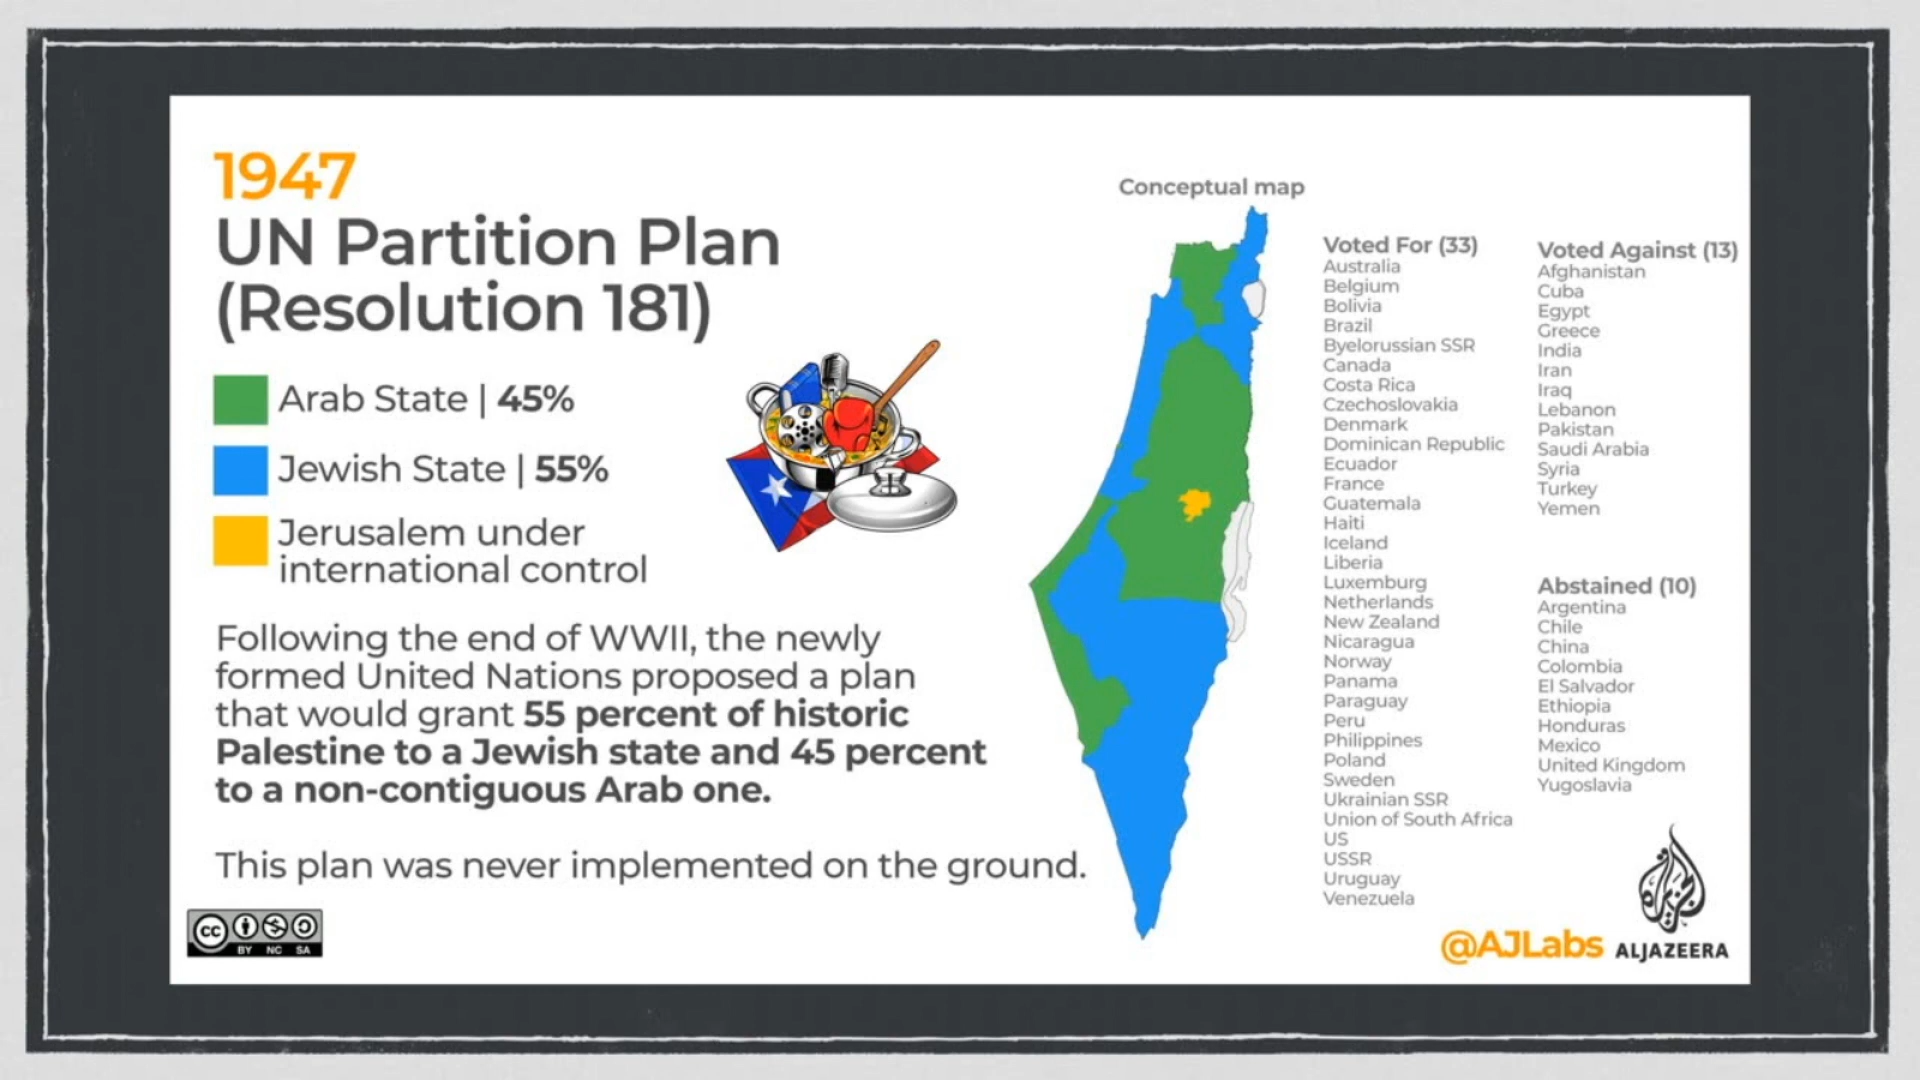 1947
UN Partition Plan
(Resolution 181)
Arab State | 45%
Jewish State | 55%
Jerusalem under
international control
Following the end of WWII, the newly
formed United Nations proposed a plan
that would grant 55 percent of historic
Palestine to a Jewish state and 45 percent
to a non-contiguous Arab one.
This plan was never implemented on the ground.
cc
BY NC SA
Conceptual map
Voted For (33)
Australia
Belgium
Bolivia
Brazil
Byelorussian SSR
Canada
Costa Rica
Czechoslovakia
Denmark
Dominican Republic
Ecuador
France
Guatemala
Haiti
Iceland
Liberia
Luxemburg
Netherlands
New Zealand
Nicaragua
Norway
Panama
Paraguay
Peru
Philippines
Poland
Sweden
Ukrainian SSR
Union of South Africa
US
USSR
Uruguay
Venezuela
Voted Against (13)
Afghanistan
Cuba
Egypt
Greece
India
Iran
Iraq
Lebanon
Pakistan
Saudi Arabia
Syria
Turkey
Yemen
Abstained (10)
Argentina
Chile
China
Colombia
El Salvador
Ethiopia
Honduras
Mexico
United Kingdom
Yugoslavia
@AJLabs
ALJAZEERA